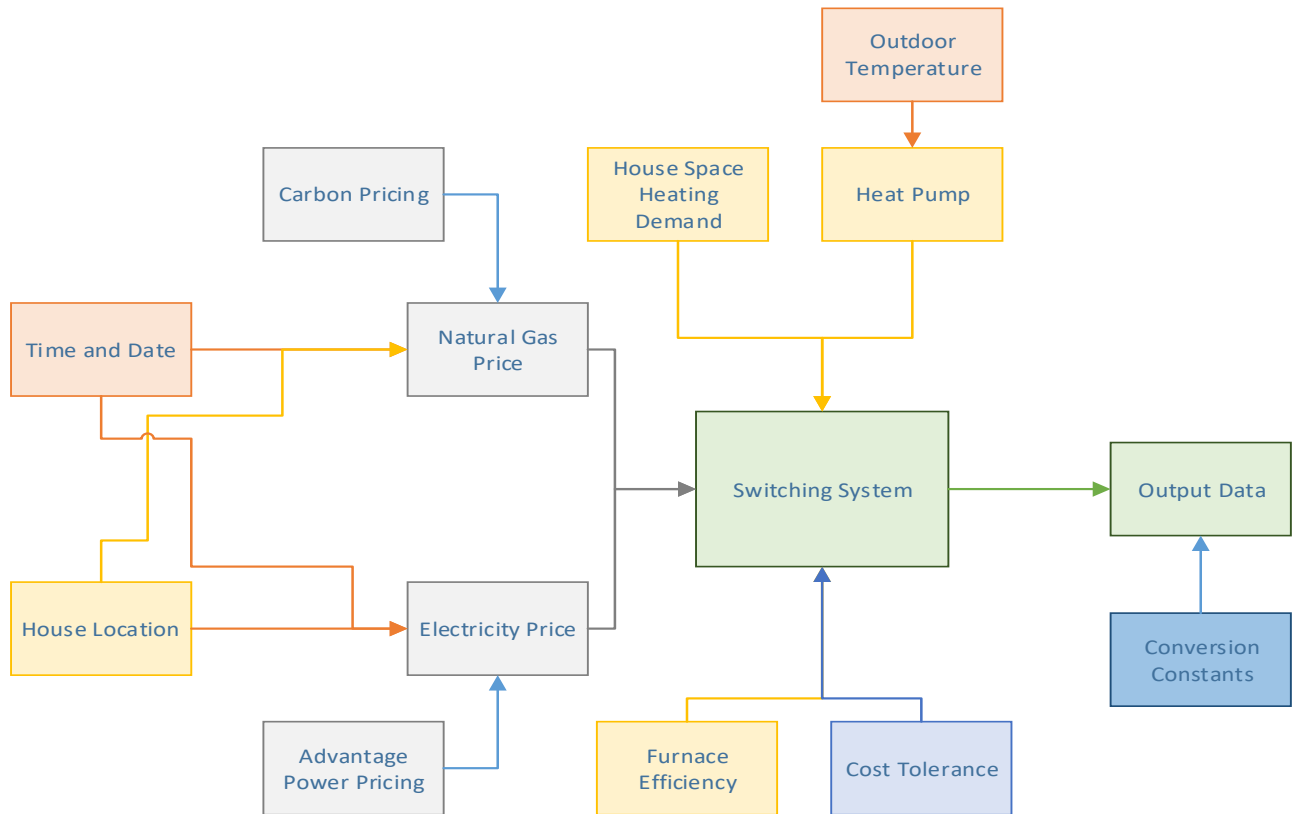 Outdoor
Temperature
Carbon Pricing
House Space
Heating
Demand
Heat Pump
Time and Date
Natural Gas
Price
Switching System
Output Data
House Location
Electricity Price
Conversion
Constants
Advantage
Power Pricing
Furnace
Efficiency
Cost Tolerance